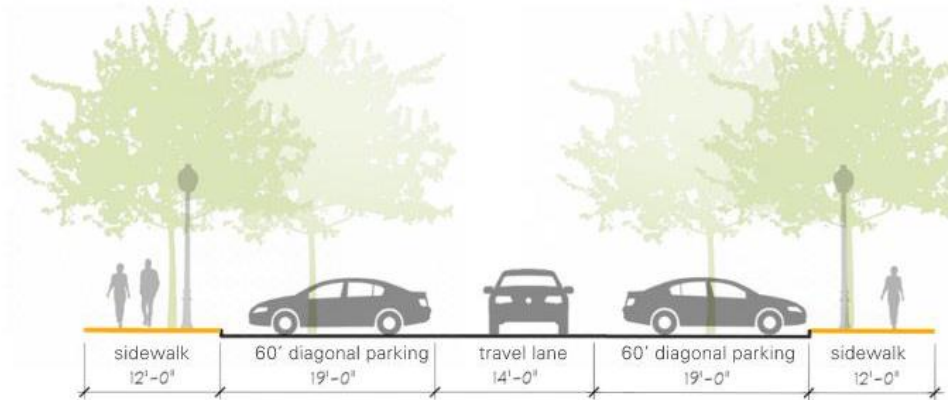 sidewalk 60' diagonal parking travel lane 60' diagonal parking sidewalk
12'-0" 19'-0" 14'-0" 19'-0" 12'-0"